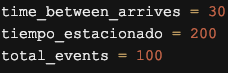 time_between_arrives = 30
tiempo_estacionado = 200
total_events = 100